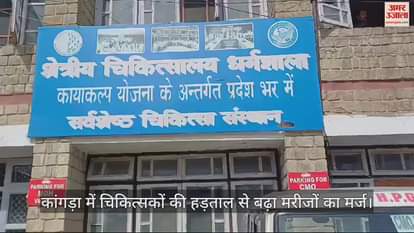 अमर उजाला
क्षेत्रीय चिकित्सालय धर्मशाला
कायाकल्प योजना के अन्तर्गत प्रदेश भर में
सर्वश्रेष्ठ चिकित्सा संस्थान
PARKING FOR
PARKING FOR
CMO
कांगड़ा में चिकित्सकों की हड़ताल से बढ़ा मरीजों का मर्ज।